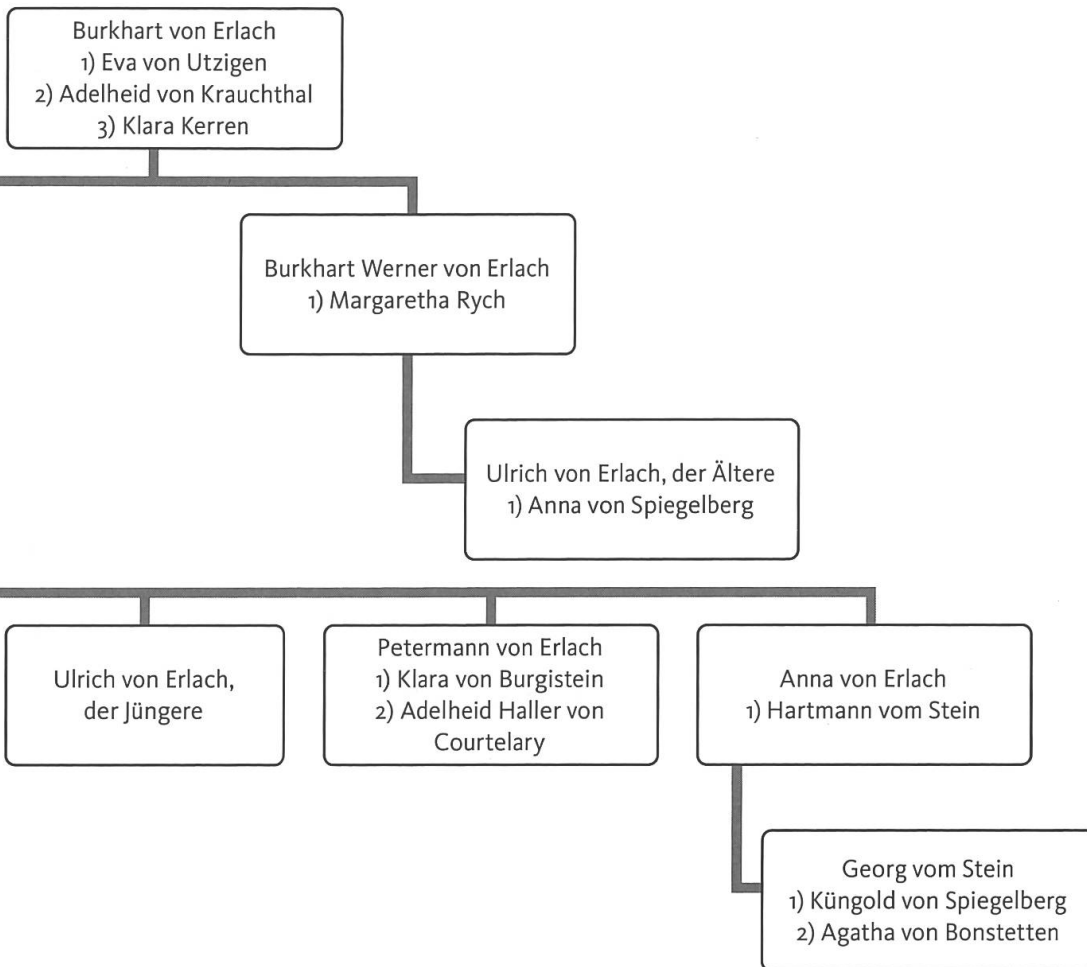 Burkhart von Erlach
1) Eva von Utzigen
2) Adelheid von Krauchthal
3) Klara Kerren
Burkhart Werner von Erlach
1) Margaretha Rych
Ulrich von Erlach, der Ältere
1) Anna von Spiegelberg
Ulrich von Erlach,
der Jüngere
Petermann von Erlach
1) Klara von Burgistein
2) Adelheid Haller von
Courtelary
Anna von Erlach
1) Hartmann vom Stein
Georg vom Stein
1) Küngold von Spiegelberg
2) Agatha von Bonstetten